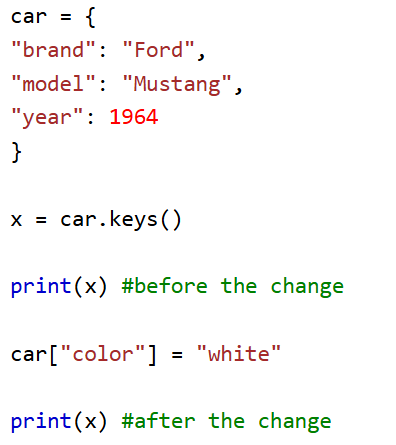 car = {
"brand": "Ford",
"model": "Mustang",
"year": 1964
}
x = car.keys()
print(x) #before the change
car["color"] = "white"
print(x) #after the change